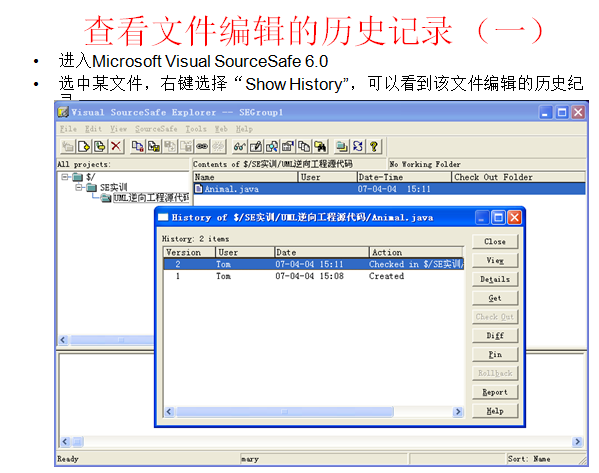 查看文件编辑的历史记录（一）
• 进入Microsoft Visual SourceSafe 6.0
• 选中某文件，右键选择“Show History”，可以看到该文件编辑的历史纪
Visual SourceSafe Explorer -- SEGroup1
File Edit View SourceSafe Tools Web Help
All projects: Contents of $/SE实训/UML逆向工程源代码 No Working Folder
$/ Name User Date-Time Check Out Folder
SE实训 Animal.java 07-04-04 15:11
UML逆向工程源代码
History of $/SE实训/UML逆向工程源代码/Animal.java
History: 2 items
Version User Date Action
2 Tom 07-04-04 15:11 Checked in $/SE实训/
1 Tom 07-04-04 15:08 Created
Close
View
Details
Get
Check Out
Diff
Pin
Rollback
Report
Help
Ready mary Sort: Name